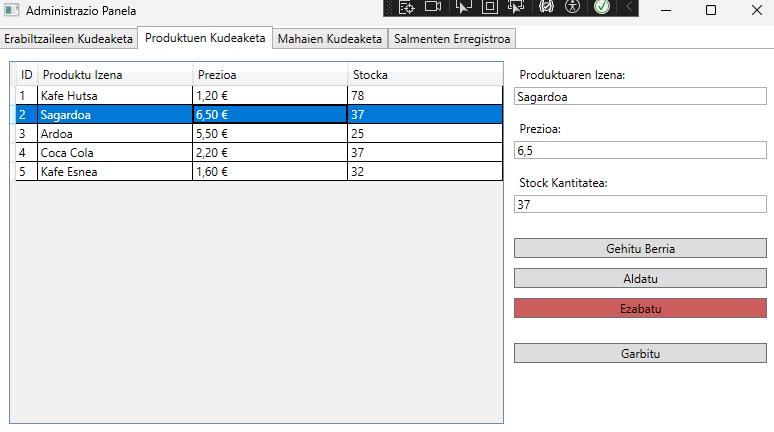 Administrazio Panela
Erabiltzaileen Kudeaketa Produktuen Kudeaketa Mahaien Kudeaketa Salmenten Erregistroa
ID Produktu Izena Prezioa Stocka
1 Kafe Hutsa 1,20 € 78
2 Sagardoa 6,50 € 37
3 Ardoa 5,50 € 25
4 Coca Cola 2,20 € 37
5 Kafe Esnea 1,60 € 32
Produktuaren Izena:
Sagardoa
Prezioa:
6,5
Stock Kantitatea:
37
Gehitu Berria
Aldatu
Ezabatu
Garbitu